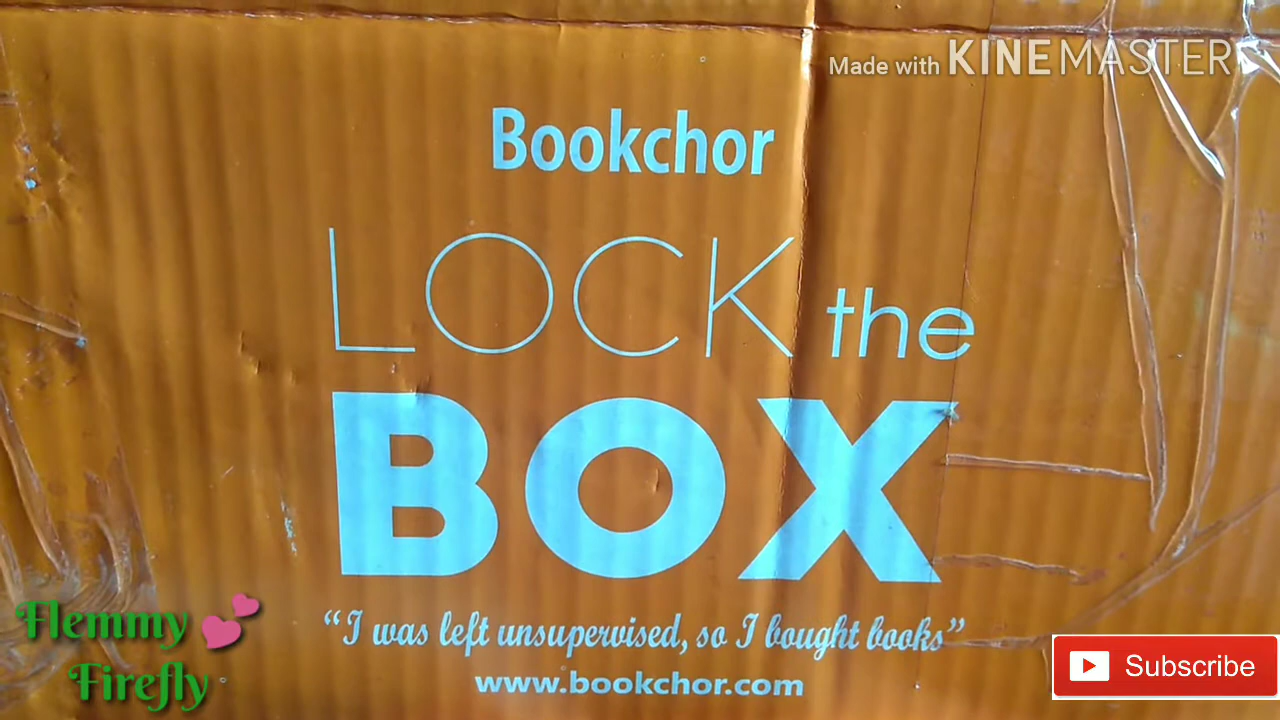 Made with KINEMASTER
Bookchor
LOCK the
BOX
“I was left unsupervised, so I bought books”
www.bookchor.com
Flemmy
Firefly
Subscribe